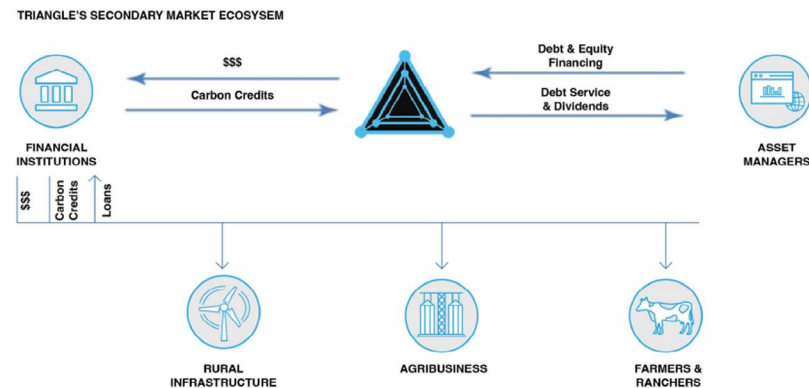 TRIANGLE'S SECONDARY MARKET ECOSYSEM
$$$
Carbon Credits
Debt & Equity
Financing
Debt Service
& Dividends
FINANCIAL
INSTITUTIONS
ASSET
MANAGERS
$$$
Carbon
Credits
Loans
RURAL
INFRASTRUCTURE
AGRIBUSINESS
FARMERS &
RANCHERS